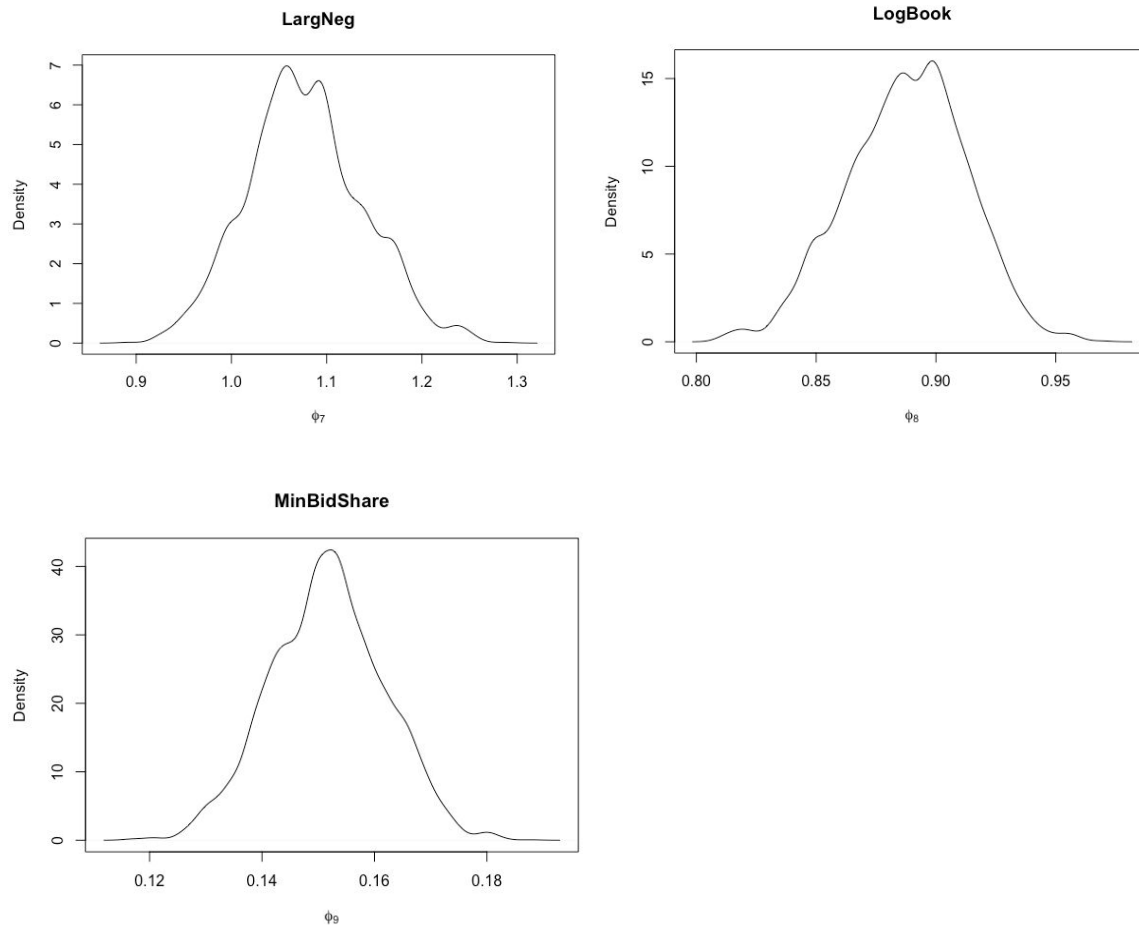 LargNeg
Density
0 1 2 3 4 5 6 7
0.9 1.0 1.1 1.2 1.3
ϕ₇
LogBook
Density
0 5 10 15
0.80 0.85 0.90 0.95
ϕ₈
MinBidShare
Density
0 10 20 30 40
0.12 0.14 0.16 0.18
ϕ₉